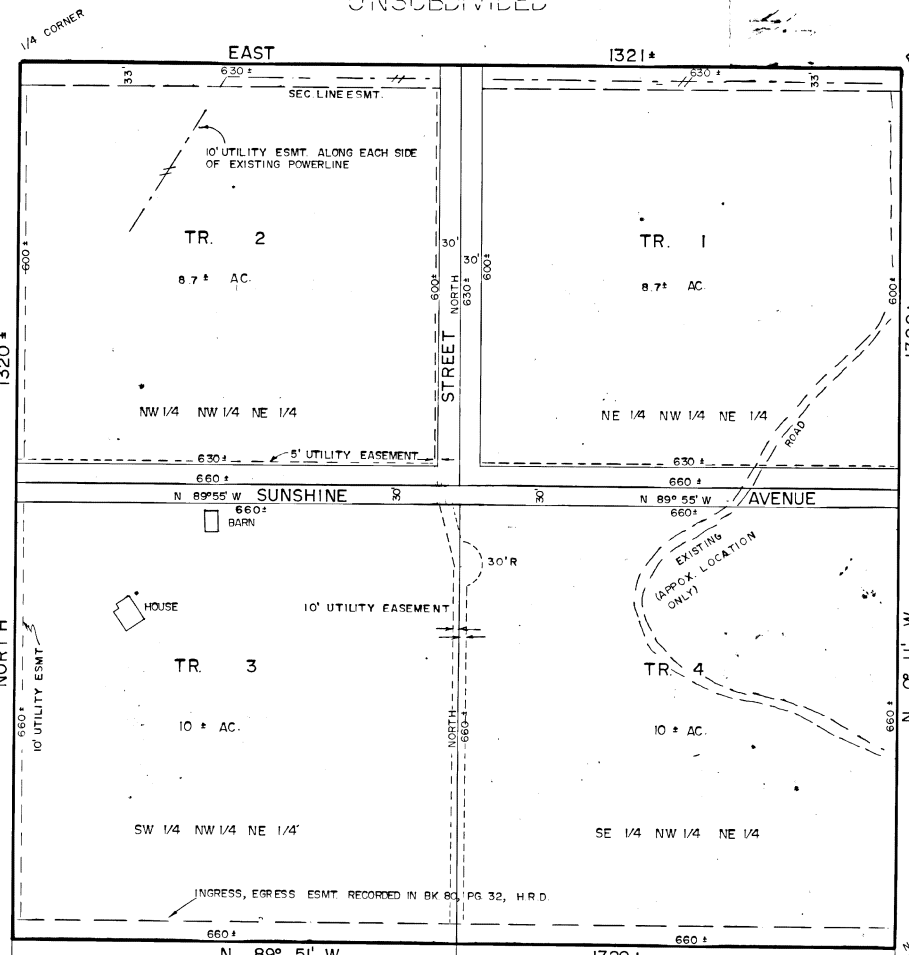 UNSUBDIVIDED
1/4 CORNER
EAST
1321±
33'
630±
630±
33'
SEC. LINE ESMT.
10' UTILITY ESMT. ALONG EACH SIDE
OF EXISTING POWERLINE
TR. 2
8.7± AC.
600±
600±
30'
30'
STREET
NORTH
630±
600±
TR. 1
8.7± AC.
600±
1320±
NW 1/4 NW 1/4 NE 1/4
NE 1/4 NW 1/4 NE 1/4
ROAD
630±
5' UTILITY EASEMENT
630±
660±
660±
N 89°55' W
SUNSHINE
30'
30'
N 89° 55' W
AVENUE
660±
660±
BARN
30'R
EXISTING
(APPOX. LOCATION
ONLY)
HOUSE
10' UTILITY EASEMENT
NORTH
10' UTILITY ESMT
660±
TR. 3
10 ± AC.
NORTH
660±
TR. 4
10 ± AC.
660±
SW 1/4 NW 1/4 NE 1/4
SE 1/4 NW 1/4 NE 1/4
INGRESS, EGRESS ESMT. RECORDED IN BK 80, PG. 32, H.R.D.
660±
660±
N 89° 51' W